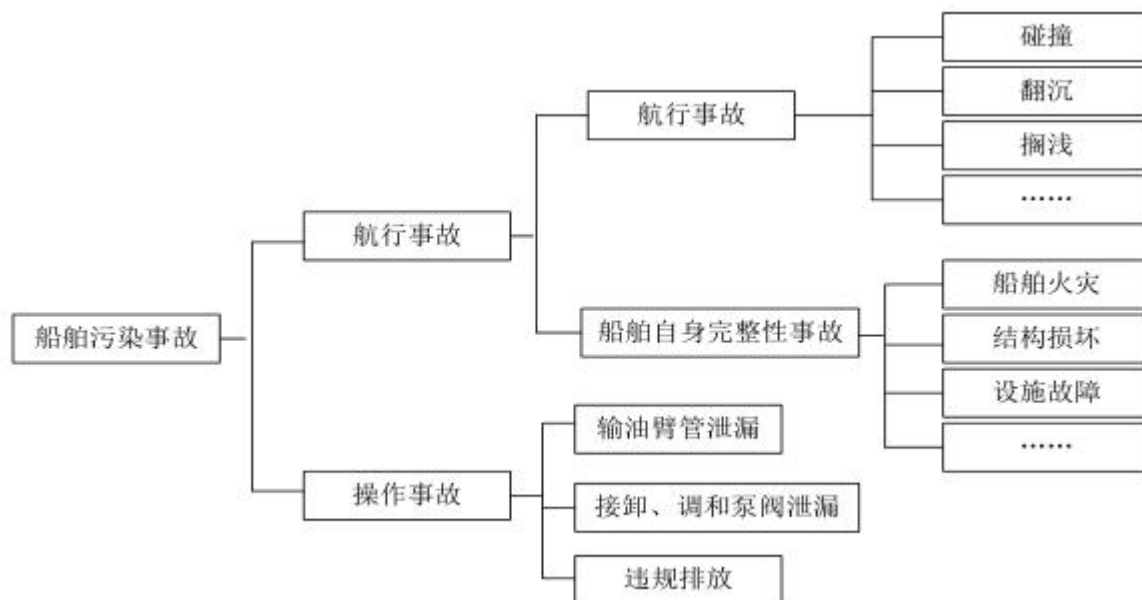 船舶污染事故
航行事故
航行事故
碰撞
翻沉
搁浅
……
船舶自身完整性事故
船舶火灾
结构损坏
设施故障
……
操作事故
输油臂管泄漏
接卸、调和泵阀泄漏
违规排放